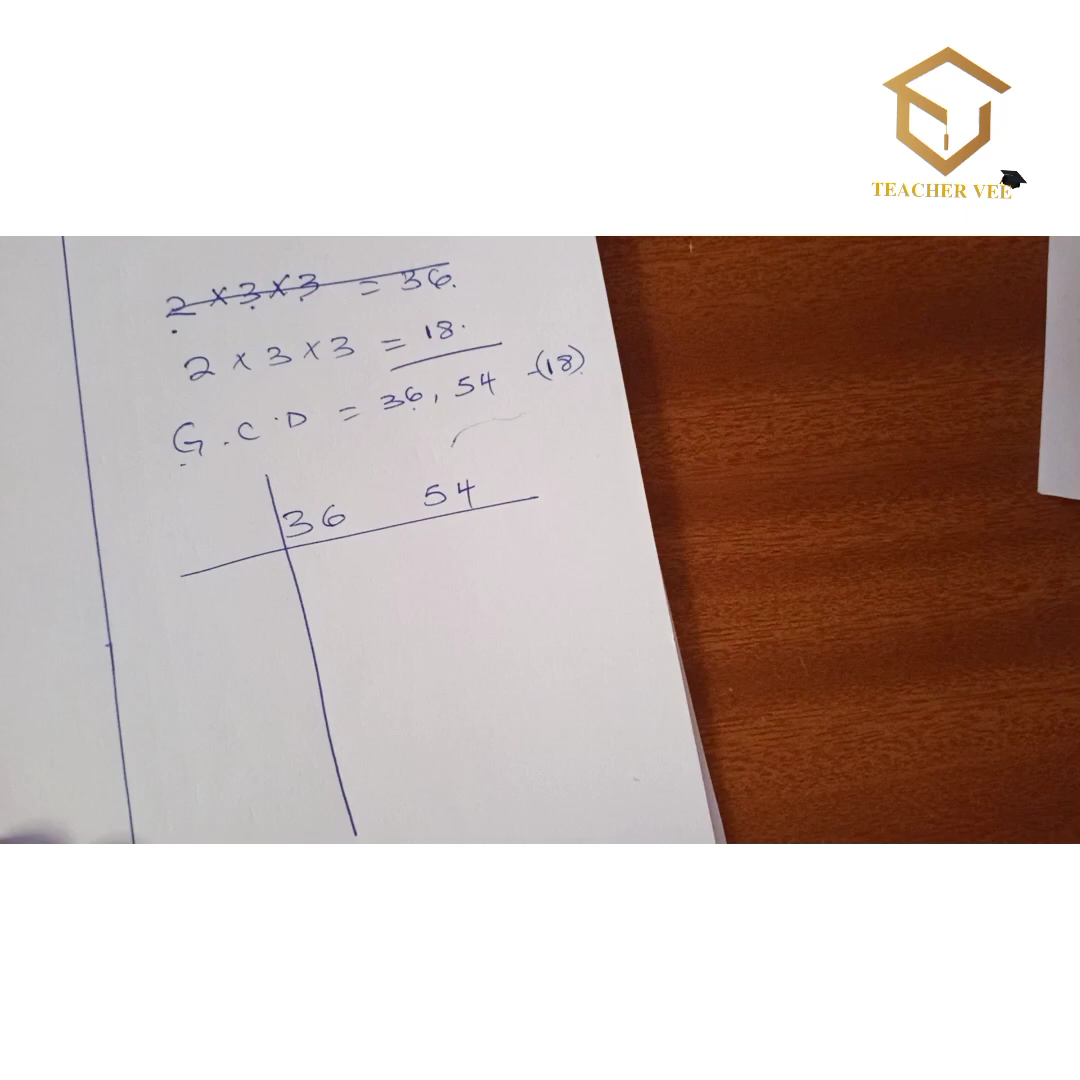 TEACHER VEE
2 × 3 × 3 = 36.
2 × 3 × 3 = 18.
G.C.D = 36, 54 -(18)
36 54